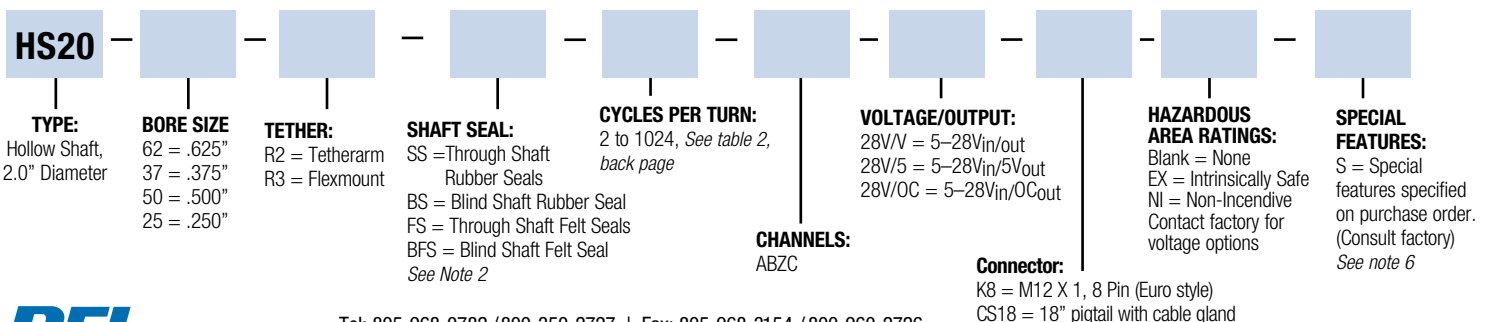 HS20 — — — — — — — — —
TYPE:
Hollow Shaft,
2.0” Diameter
BORE SIZE
62 = .625”
37 = .375”
50 = .500”
25 = .250”
TETHER:
R2 = Tetherarm
R3 = Flexmount
SHAFT SEAL:
SS =Through Shaft
Rubber Seals
BS = Blind Shaft Rubber Seal
FS = Through Shaft Felt Seals
BFS = Blind Shaft Felt Seal
See Note 2
CYCLES PER TURN:
2 to 1024, See table 2,
back page
CHANNELS:
ABZC
VOLTAGE/OUTPUT:
28V/V = 5–28Vin/out
28V/5 = 5–28Vin/5Vout
28V/OC = 5–28Vin/OCout
Connector:
K8 = M12 X 1, 8 Pin (Euro style)
CS18 = 18” pigtail with cable gland
HAZARDOUS
AREA RATINGS:
Blank = None
EX = Intrinsically Safe
NI = Non-Incendive
Contact factory for
voltage options
SPECIAL
FEATURES:
S = Special
features specified
on purchase order.
(Consult factory)
See note 6
BEI